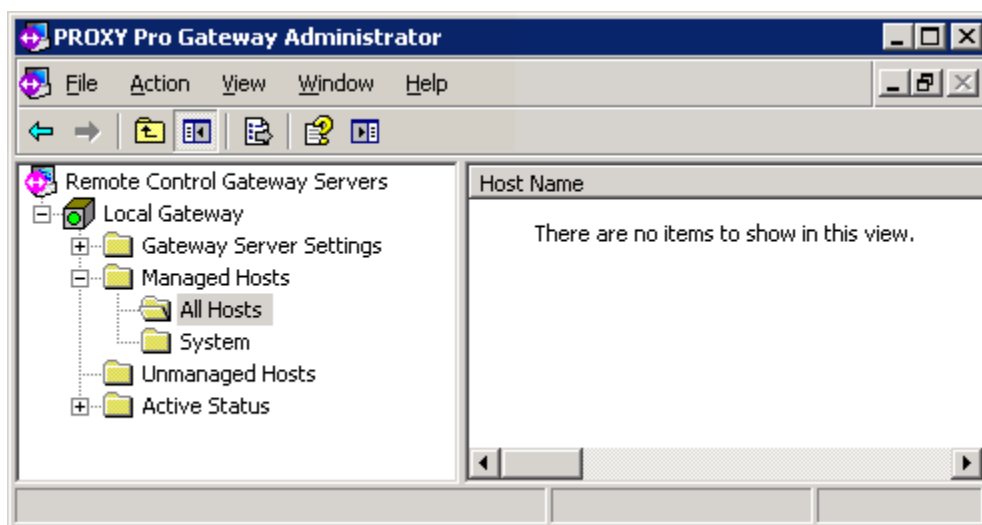 PROXY Pro Gateway Administrator
File Action View Window Help
Remote Control Gateway Servers
Local Gateway
Gateway Server Settings
Managed Hosts
All Hosts
System
Unmanaged Hosts
Active Status
Host Name
There are no items to show in this view.